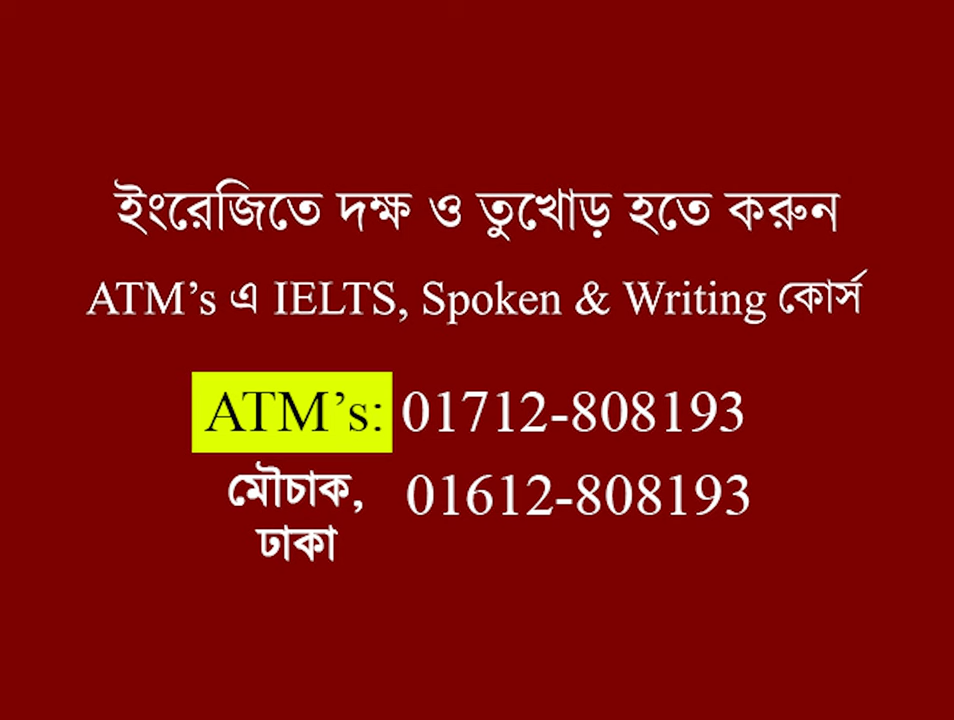 ইংরেজিতে দক্ষ ও তুখোড় হতে করুন
ATM’s এ IELTS, Spoken & Writing কোর্স
ATM’s: 01712-808193
মৌচাক, 01612-808193
ঢাকা